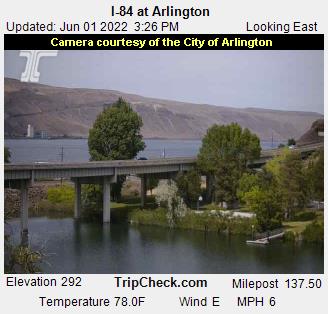 I-84 at Arlington
Updated: Jun 01 2022 3:26 PM Looking East
Camera courtesy of the City of Arlington
Elevation 292 TripCheck.com Milepost 137.50
Temperature 78.0F Wind E MPH 6